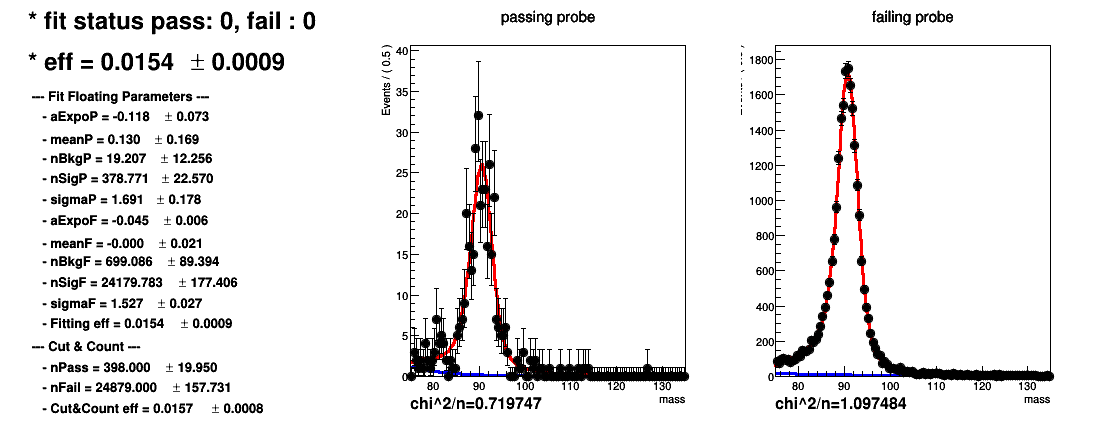 * fit status pass: 0, fail : 0
* eff = 0.0154 ± 0.0009
--- Fit Floating Parameters ---
- aExpoP = -0.118 ± 0.073
- meanP = 0.130 ± 0.169
- nBkgP = 19.207 ± 12.256
- nSigP = 378.771 ± 22.570
- sigmaP = 1.691 ± 0.178
- aExpoF = -0.045 ± 0.006
- meanF = -0.000 ± 0.021
- nBkgF = 699.086 ± 89.394
- nSigF = 24179.783 ± 177.406
- sigmaF = 1.527 ± 0.027
- Fitting eff = 0.0154 ± 0.0009
--- Cut & Count ---
- nPass = 398.000 ± 19.950
- nFail = 24879.000 ± 157.731
- Cut&Count eff = 0.0157 ± 0.0008
passing probe
Events / ( 0.5 )
40
35
30
25
20
15
10
5
0
80 90 100 110 120 130
mass
chi^2/n=0.719747
failing probe
1800
1600
1400
1200
1000
800
600
400
200
0
80 90 100 110 120 130
mass
chi^2/n=1.097484